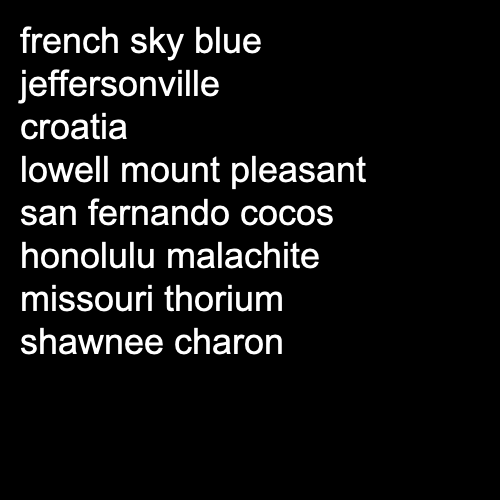 french sky blue
jeffersonville
croatia
lowell mount pleasant
san fernando cocos
honolulu malachite
missouri thorium
shawnee charon